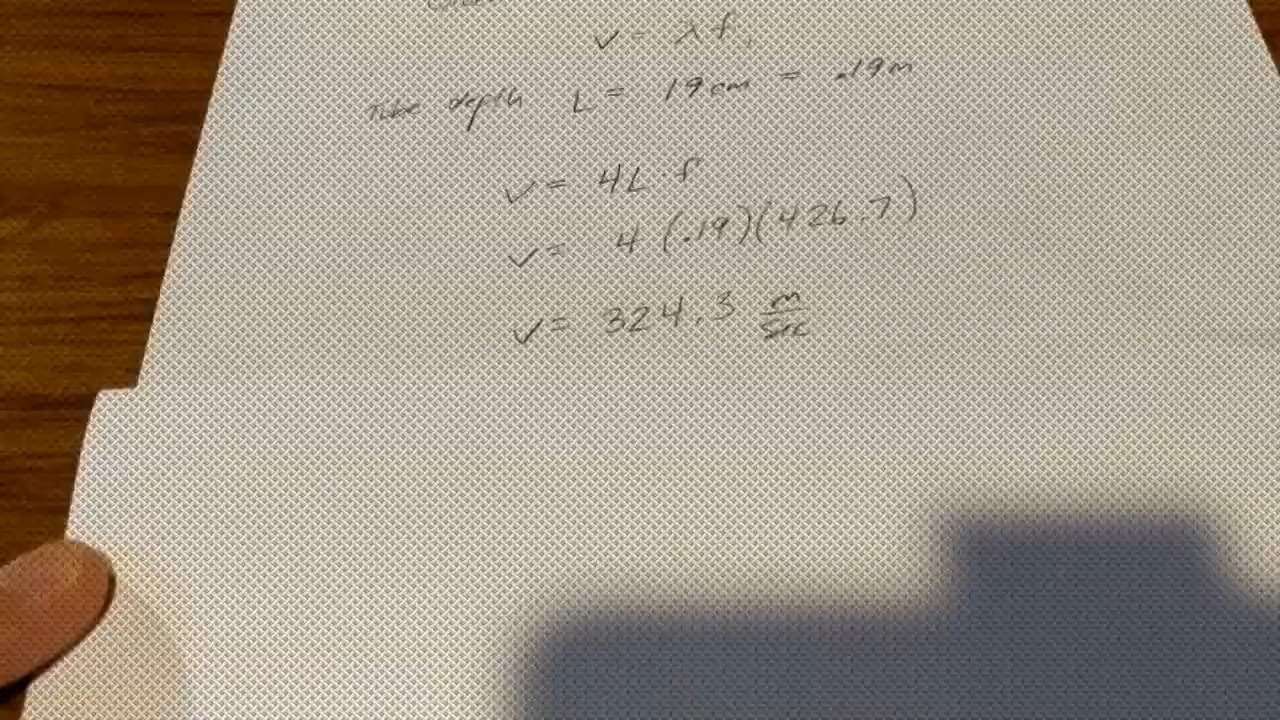 v = λf,
Tube depth L = 19cm = .19m
v = 4L · f
v = 4 (.19)(426.7)
v = 324.3 m/sec